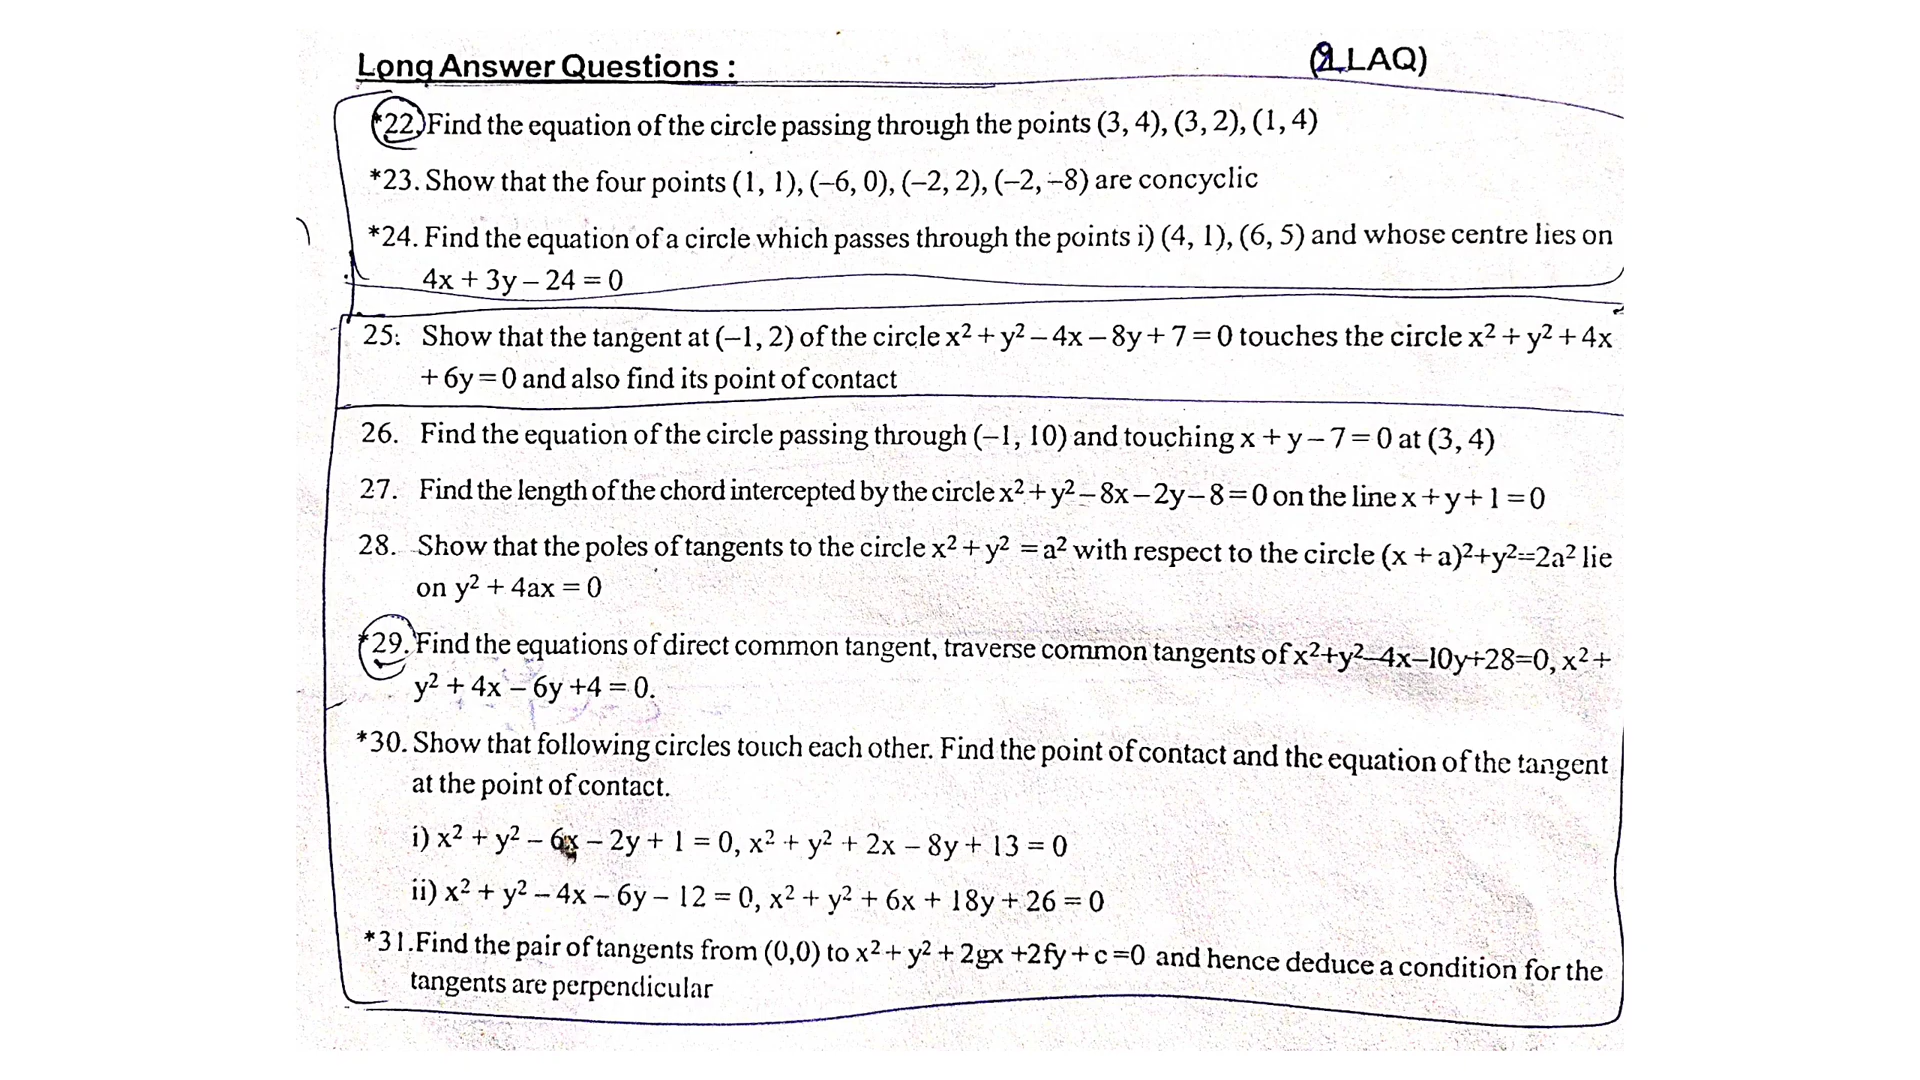 Long Answer Questions :
(2 LAQ)
*22. Find the equation of the circle passing through the points (3, 4), (3, 2), (1, 4)
*23. Show that the four points (1, 1), (–6, 0), (–2, 2), (–2, –8) are concyclic
*24. Find the equation of a circle which passes through the points i) (4, 1), (6, 5) and whose centre lies on
4x + 3y – 24 = 0
25. Show that the tangent at (–1, 2) of the circle x² + y² – 4x – 8y + 7 = 0 touches the circle x² + y² + 4x
+ 6y = 0 and also find its point of contact
26. Find the equation of the circle passing through (–1, 10) and touching x + y – 7 = 0 at (3, 4)
27. Find the length of the chord intercepted by the circle x² + y² – 8x – 2y – 8 = 0 on the line x + y + 1 = 0
28. Show that the poles of tangents to the circle x² + y² = a² with respect to the circle (x + a)²+y²=2a² lie
on y² + 4ax = 0
*29. Find the equations of direct common tangent, traverse common tangents of x²+y²–4x–10y+28=0, x² +
y² + 4x – 6y +4 = 0.
*30. Show that following circles touch each other. Find the point of contact and the equation of the tangent
at the point of contact.
i) x² + y² – 6x – 2y + 1 = 0, x² + y² + 2x – 8y + 13 = 0
ii) x² + y² – 4x – 6y – 12 = 0, x² + y² + 6x + 18y + 26 = 0
*31. Find the pair of tangents from (0,0) to x² + y² + 2gx +2fy + c =0 and hence deduce a condition for the
tangents are perpendicular